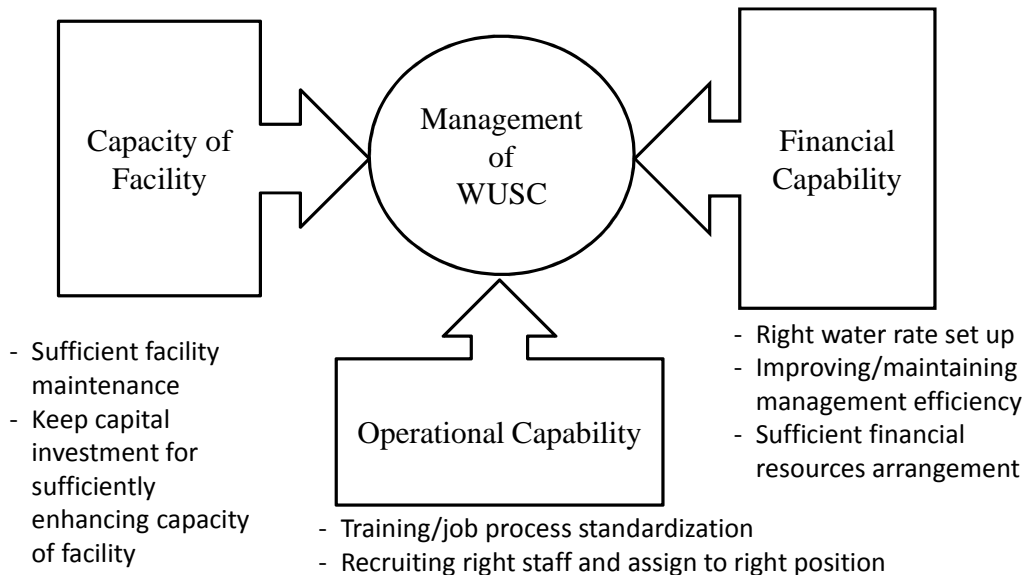 Capacity of
Facility
Management
of
WUSC
Financial
Capability
Operational Capability
- Sufficient facility
maintenance
- Keep capital
investment for
sufficiently
enhancing capacity
of facility
- Right water rate set up
- Improving/maintaining
management efficiency
- Sufficient financial
resources arrangement
- Training/job process standardization
- Recruiting right staff and assign to right position